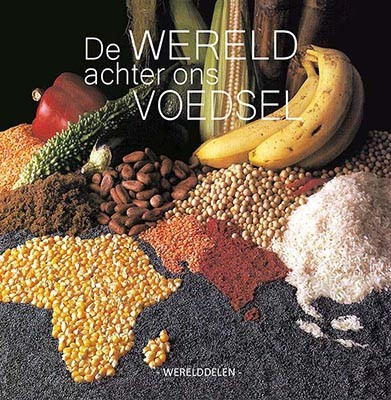 De WERELD
achter ons
VOEDSEL
- WERELDDELEN -